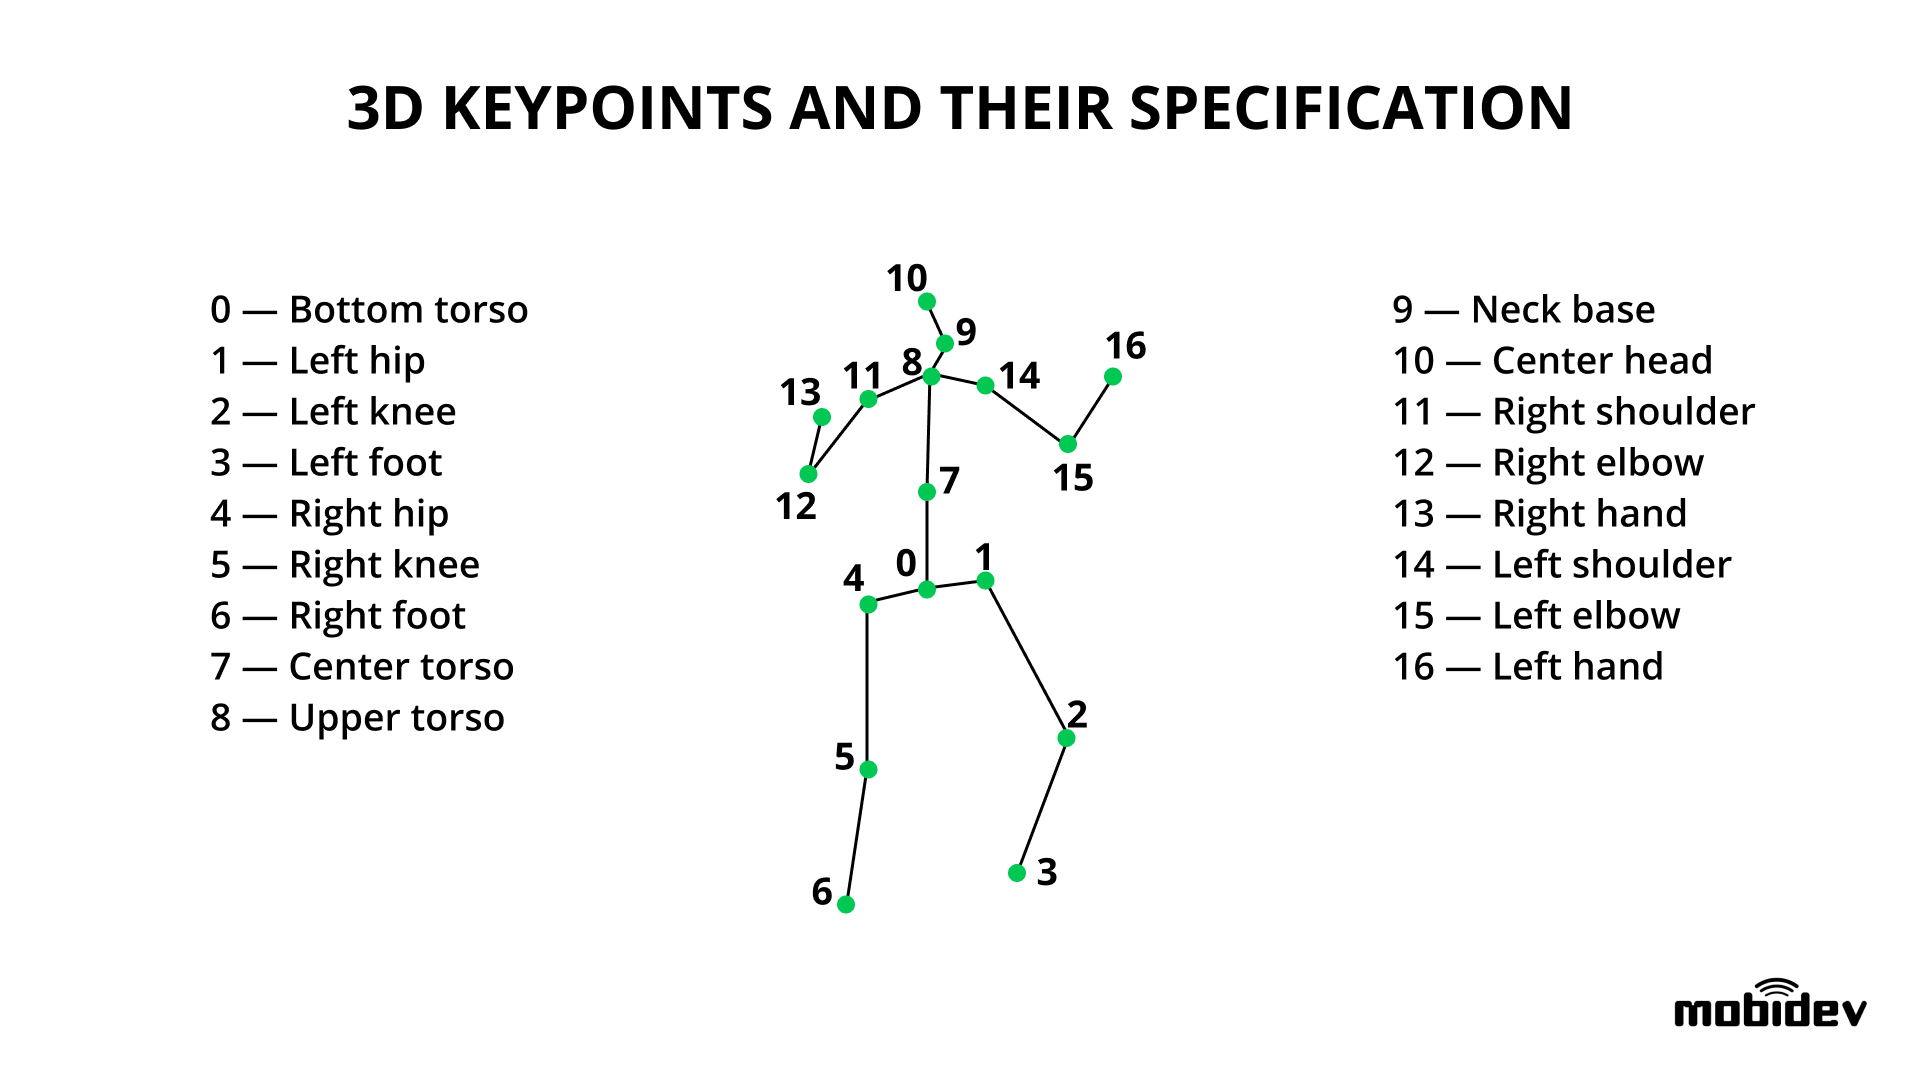 3D KEYPOINTS AND THEIR SPECIFICATION
0 — Bottom torso
1 — Left hip
2 — Left knee
3 — Left foot
4 — Right hip
5 — Right knee
6 — Right foot
7 — Center torso
8 — Upper torso
10
9
16
8
11
14
13
7
15
12
0
1
4
2
5
3
6
9 — Neck base
10 — Center head
11 — Right shoulder
12 — Right elbow
13 — Right hand
14 — Left shoulder
15 — Left elbow
16 — Left hand
mobidev